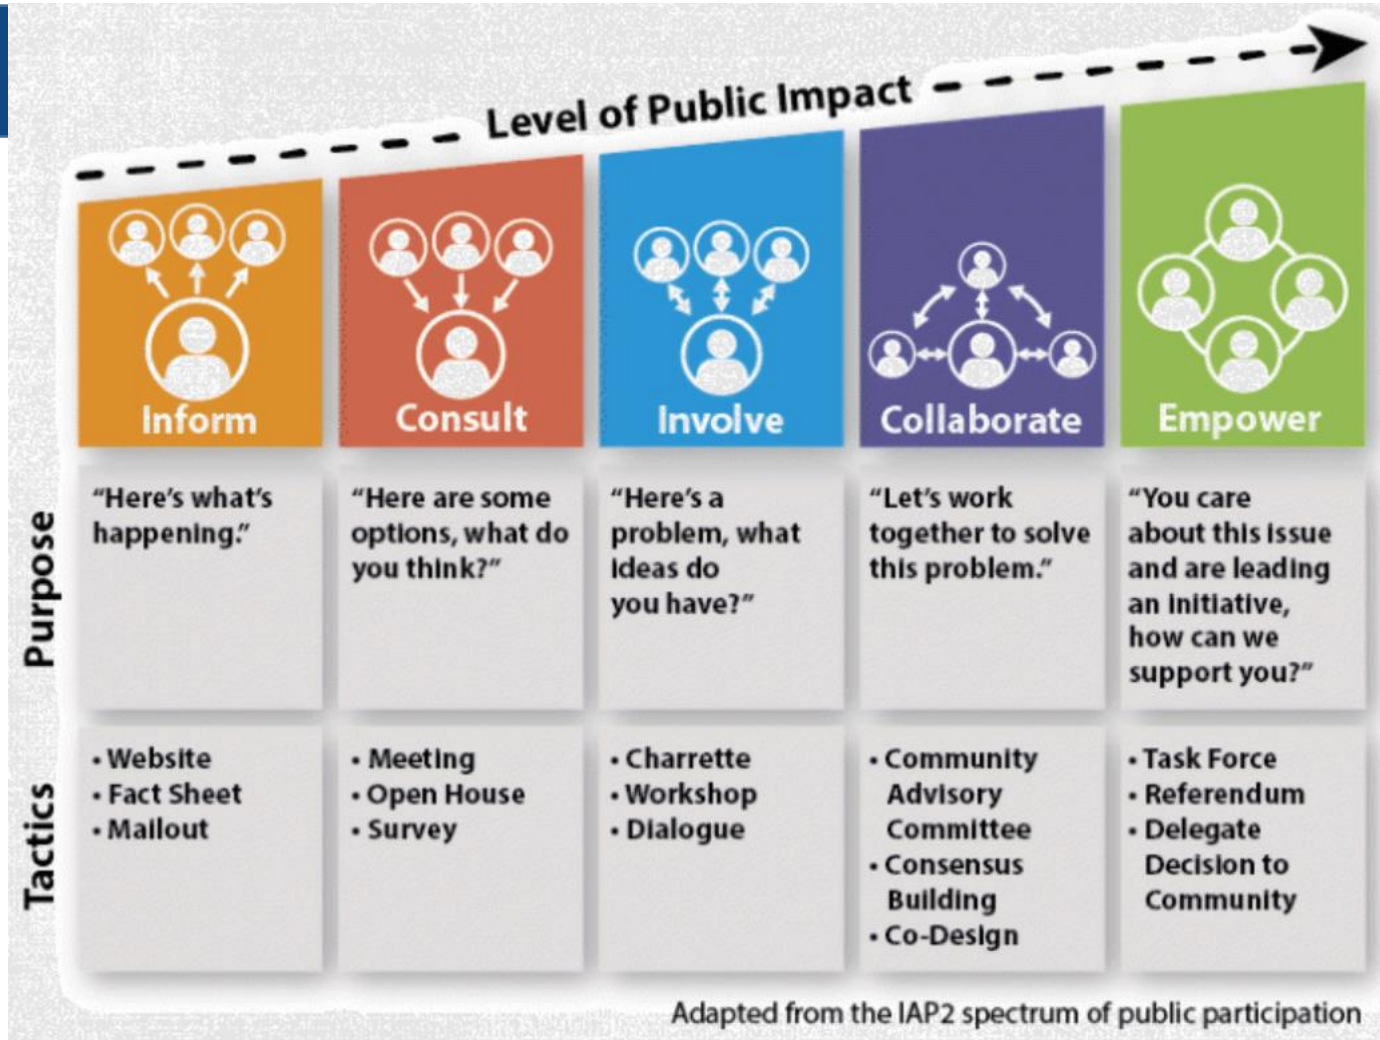 Level of Public Impact
Inform
Consult
Involve
Collaborate
Empower
Purpose
“Here’s what’s
happening.”
“Here are some
options, what do
you think?”
“Here’s a
problem, what
ideas do
you have?”
“Let’s work
together to solve
this problem.”
“You care
about this issue
and are leading
an initiative,
how can we
support you?”
Tactics
• Website
• Fact Sheet
• Mailout
• Meeting
• Open House
• Survey
• Charrette
• Workshop
• Dialogue
• Community
Advisory
Committee
• Consensus
Building
• Co-Design
• Task Force
• Referendum
• Delegate
Decision to
Community
Adapted from the IAP2 spectrum of public participation